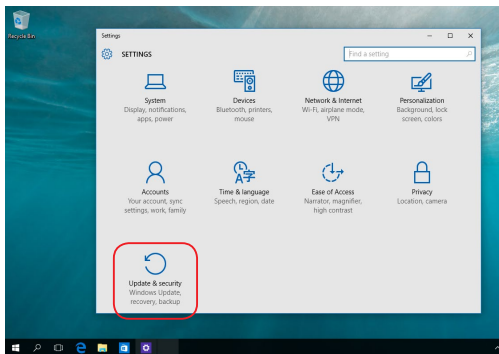 Recycle Bin
Settings
SETTINGS
Find a setting
System
Display, notifications,
apps, power
Devices
Bluetooth, printers,
mouse
Network & Internet
Wi-Fi, airplane mode,
VPN
Personalization
Background, lock
screen, colors
Accounts
Your account, sync
settings, work, family
Time & language
Speech, region, date
Ease of Access
Narrator, magnifier,
high contrast
Privacy
Location, camera
Update & security
Windows Update,
recovery, backup